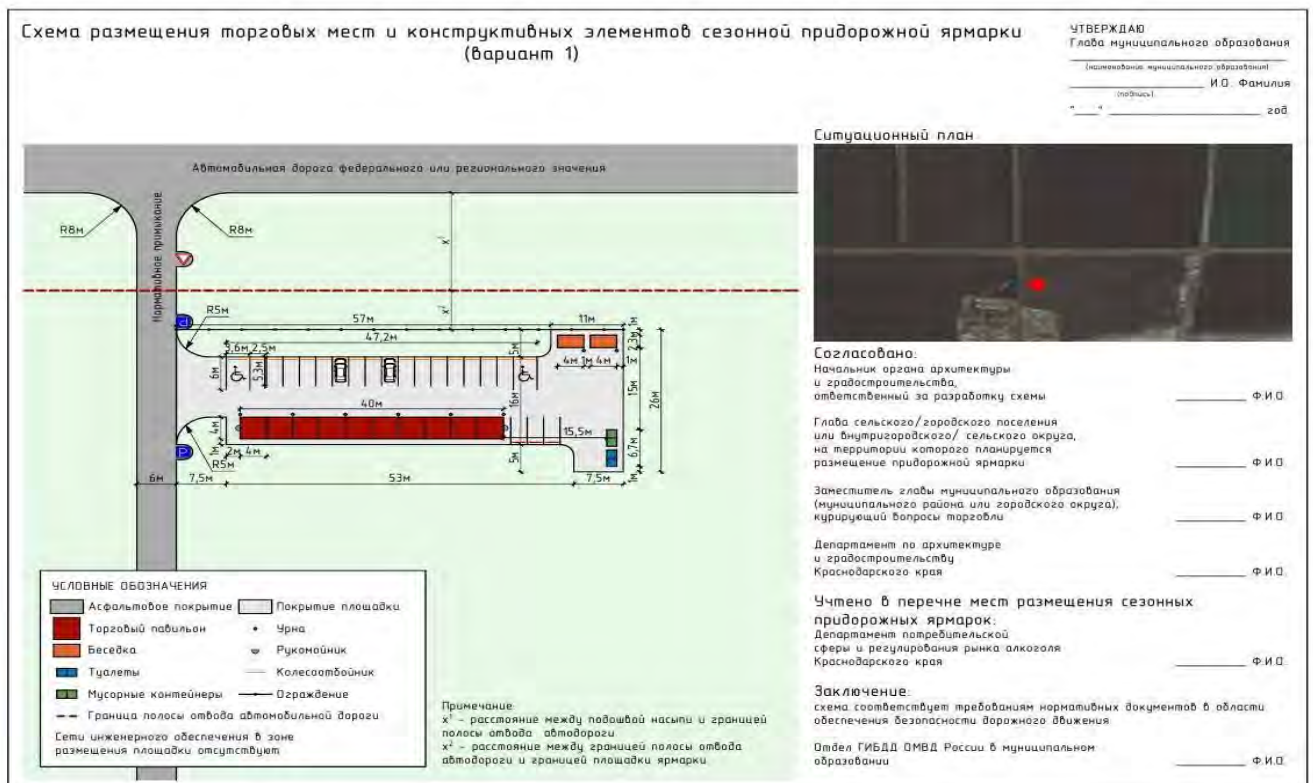 Схема размещения торговых мест и конструктивных элементов сезонной придорожной ярмарки
(вариант 1)
УТВЕРЖДАЮ
Глава муниципального образования
(наименование муниципального образования)
И.О. Фамилия
(подпись)
"____" ____________ год
Ситуационный план
Автомобильная дорога федерального или регионального значения
Нормативное примыкание
R8м
R8м
x¹
x²
R5м
57м
11м
1м
47,2м
3,6м
2,5м
5м
2,3м
4м
1м
4м
1м
6м
5,3м
15м
26м
40м
16м
4м
15,5м
1м
2м
4м
R5м
5м
6,7м
6м
7,5м
53м
7,5м
1м
P
P
УСЛОВНЫЕ ОБОЗНАЧЕНИЯ
Асфальтовое покрытие
Покрытие площадки
Торговый павильон
Урна
Беседка
Рукомойник
Туалеты
Колесоотбойник
Мусорные контейнеры
Ограждение
Граница полосы отвода автомобильной дороги
Сети инженерного обеспечения в зоне
размещения площадки отсутствуют
Примечание
x¹ - расстояние между подошвой насыпи и границей
полосы отвода автодороги
x² - расстояние между границей полосы отвода
автодороги и границей площадки ярмарки
Согласовано:
Начальник органа архитектуры
и градостроительства,
ответственный за разработку схемы ________ Ф.И.О.
Глава сельского/городского поселения
или внутригородского/ сельского округа,
на территории которого планируется
размещение придорожной ярмарки ________ Ф.И.О.
Заместитель главы муниципального образования
(муниципального района или городского округа),
курирующий вопросы торговли ________ Ф.И.О.
Департамент по архитектуре
и градостроительству
Краснодарского края ________ Ф.И.О.
Учтено в перечне мест размещения сезонных
придорожных ярмарок:
Департамент потребительской
сферы и регулирования рынка алкоголя
Краснодарского края ________ Ф.И.О.
Заключение:
схема соответствует требованиям нормативных документов в области
обеспечения безопасности дорожного движения
Отдел ГИБДД ОМВД России в муниципальном
образовании ________ Ф.И.О.